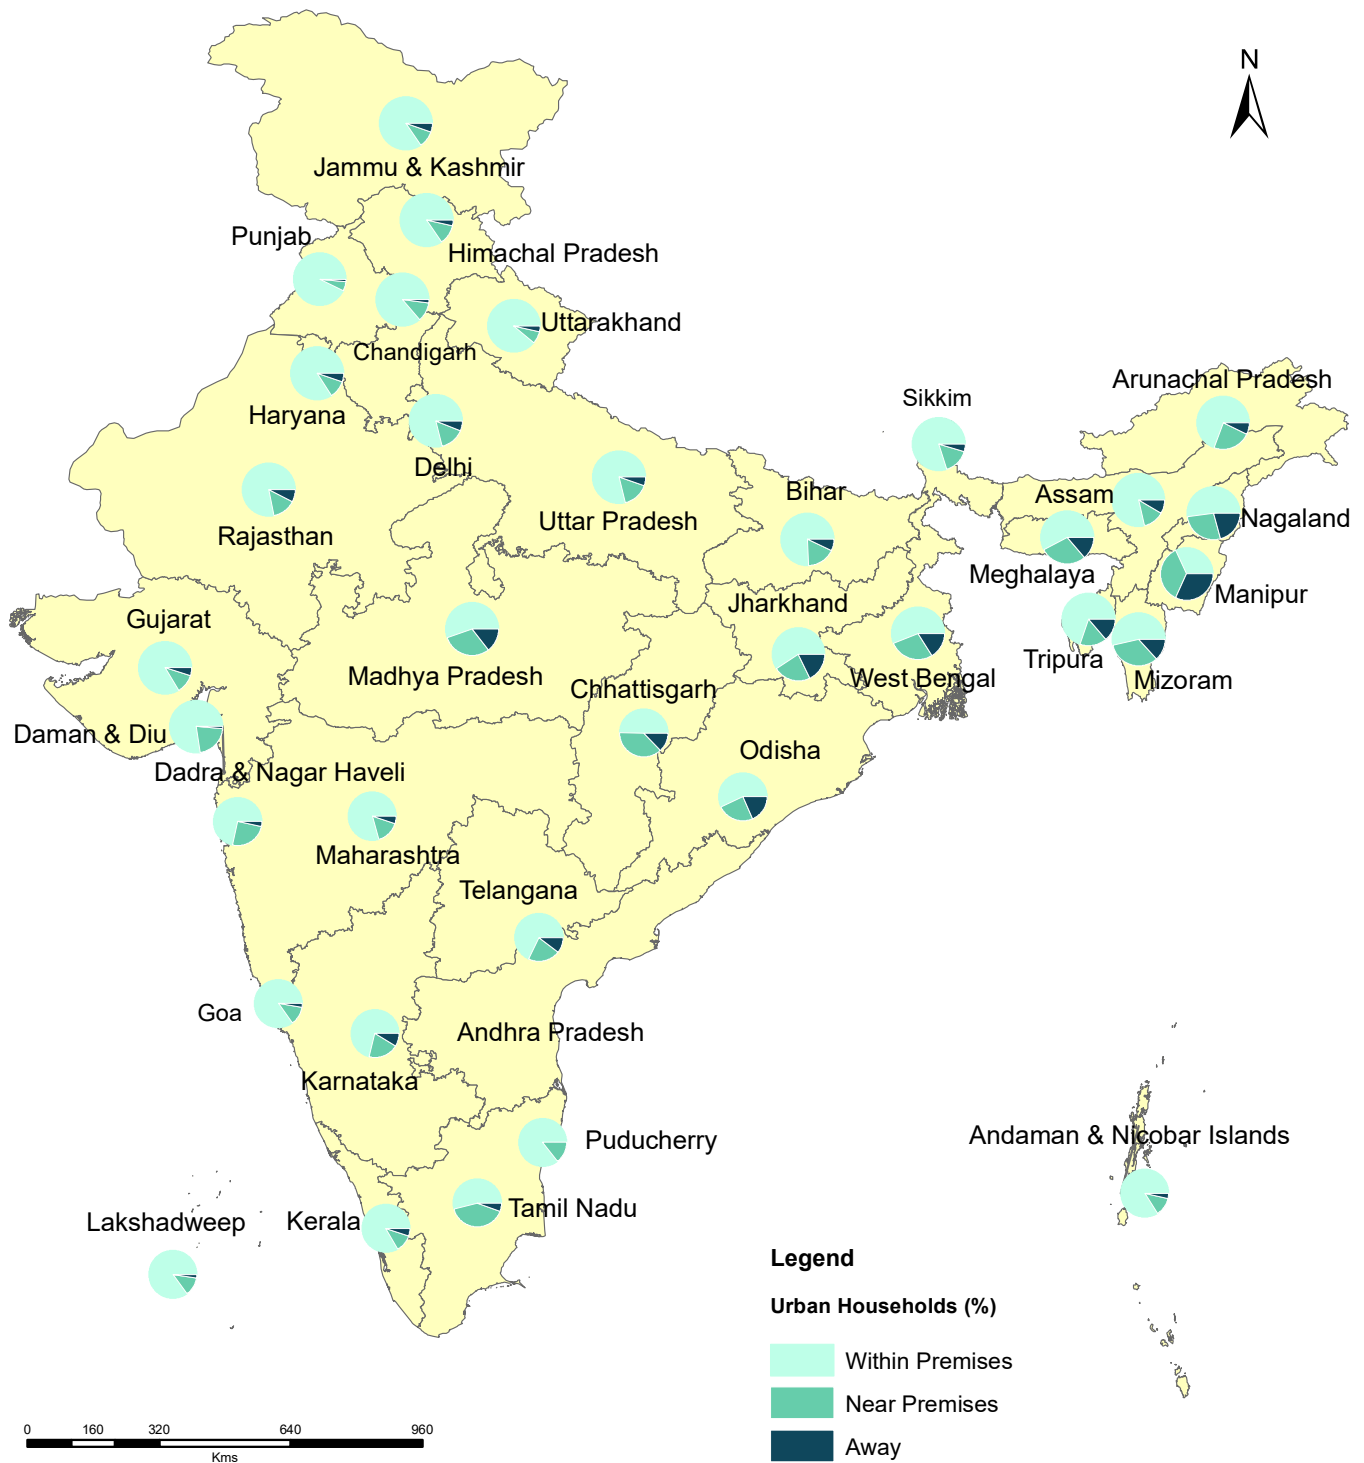 N
Jammu & Kashmir
Punjab
Himachal Pradesh
Uttarakhand
Chandigarh
Haryana
Arunachal Pradesh
Sikkim
Delhi
Rajasthan
Uttar Pradesh
Bihar
Assam
Nagaland
Meghalaya
Manipur
Gujarat
Jharkhand
Madhya Pradesh
Chhattisgarh
West Bengal
Tripura
Mizoram
Daman & Diu
Odisha
Dadra & Nagar Haveli
Maharashtra
Telangana
Goa
Andhra Pradesh
Karnataka
Puducherry
Andaman & Nicobar Islands
Lakshadweep
Kerala
Tamil Nadu
Legend
Urban Households (%)
Within Premises
Near Premises
Away
0 160 320 640 960
Kms